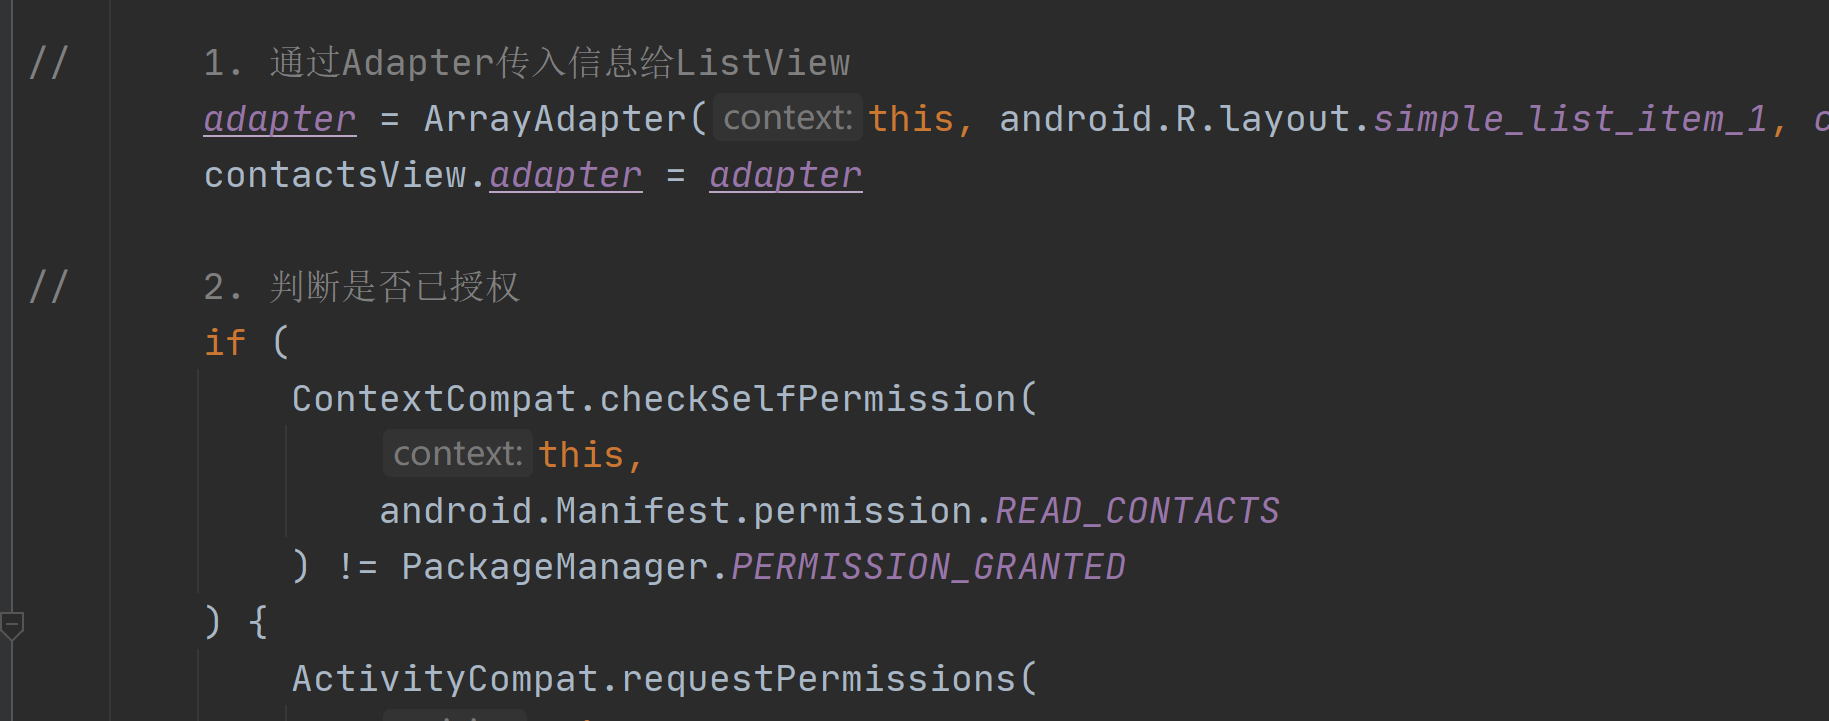 // 1. 通过Adapter传入信息给ListView
adapter = ArrayAdapter( context: this, android.R.layout.simple_list_item_1, c
contactsView.adapter = adapter
// 2. 判断是否已授权
if (
ContextCompat.checkSelfPermission(
context: this,
android.Manifest.permission.READ_CONTACTS
) != PackageManager.PERMISSION_GRANTED
) {
ActivityCompat.requestPermissions(